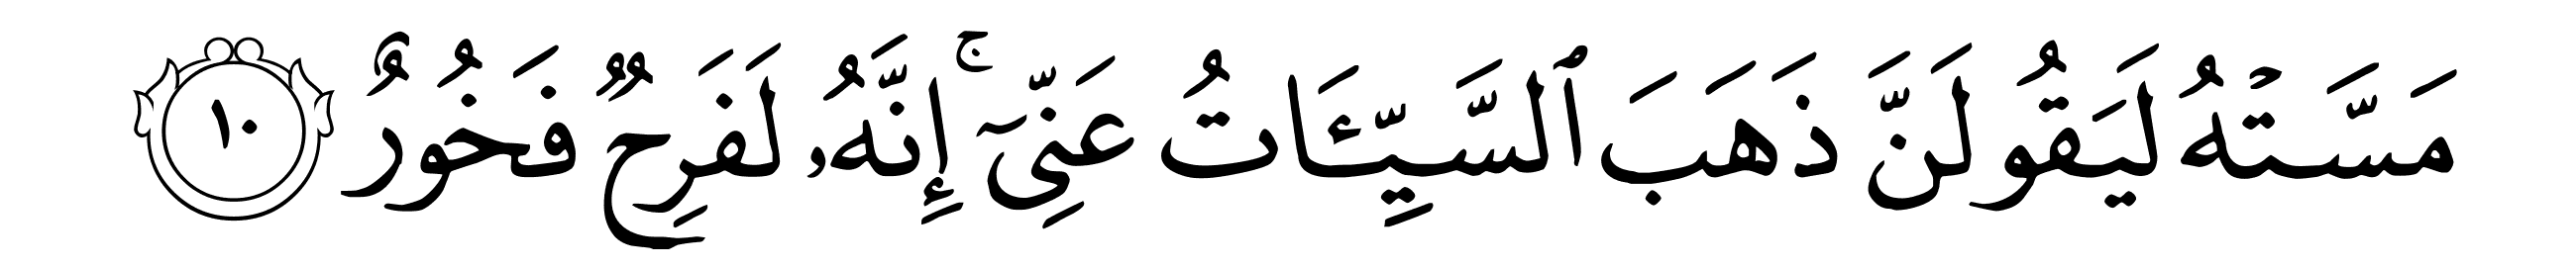 مَسَّتْهُ لَيَقُولَنَّ ذَهَبَ ٱلسَّيِّـَٔاتُ عَنِّىٓ ۚ إِنَّهُۥ لَفَرِحٌۭ فَخُورٌ ١٠